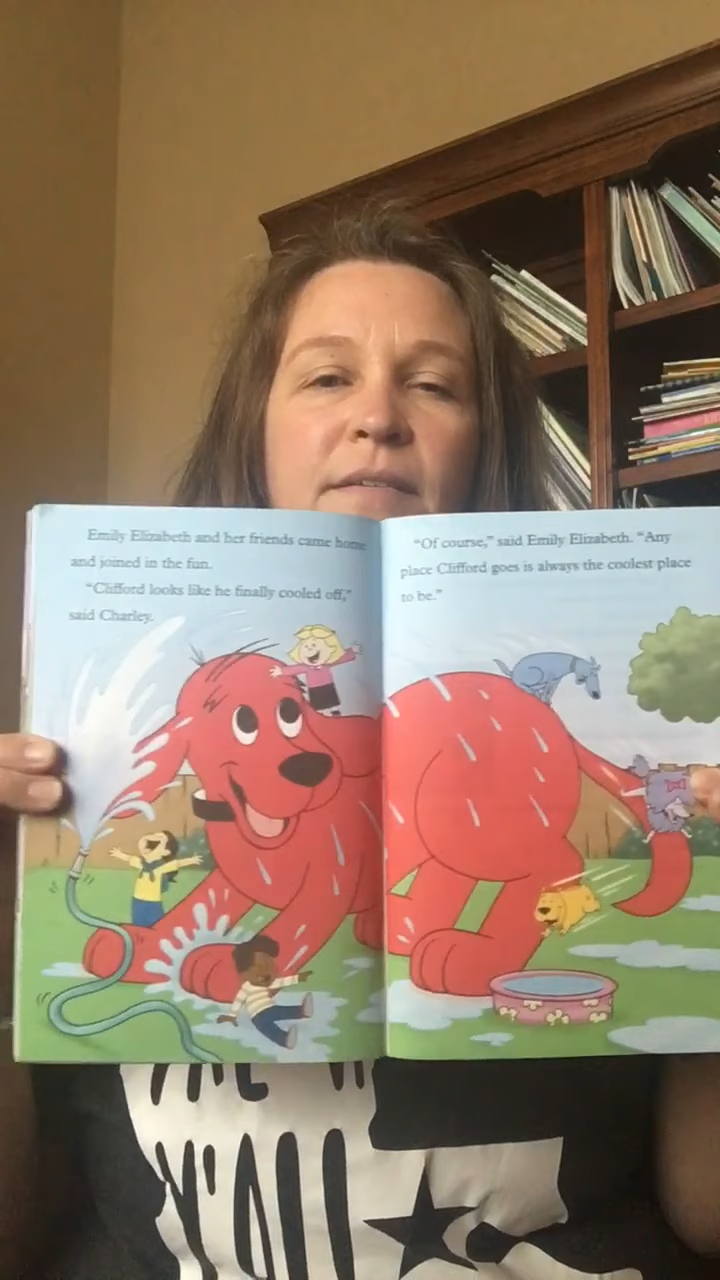 Emily Elizabeth and her friends came home
and joined in the fun.
“Clifford looks like he finally cooled off,”
said Charley.
“Of course,” said Emily Elizabeth. “Any
place Clifford goes is always the coolest place
to be.”
Y'ALL